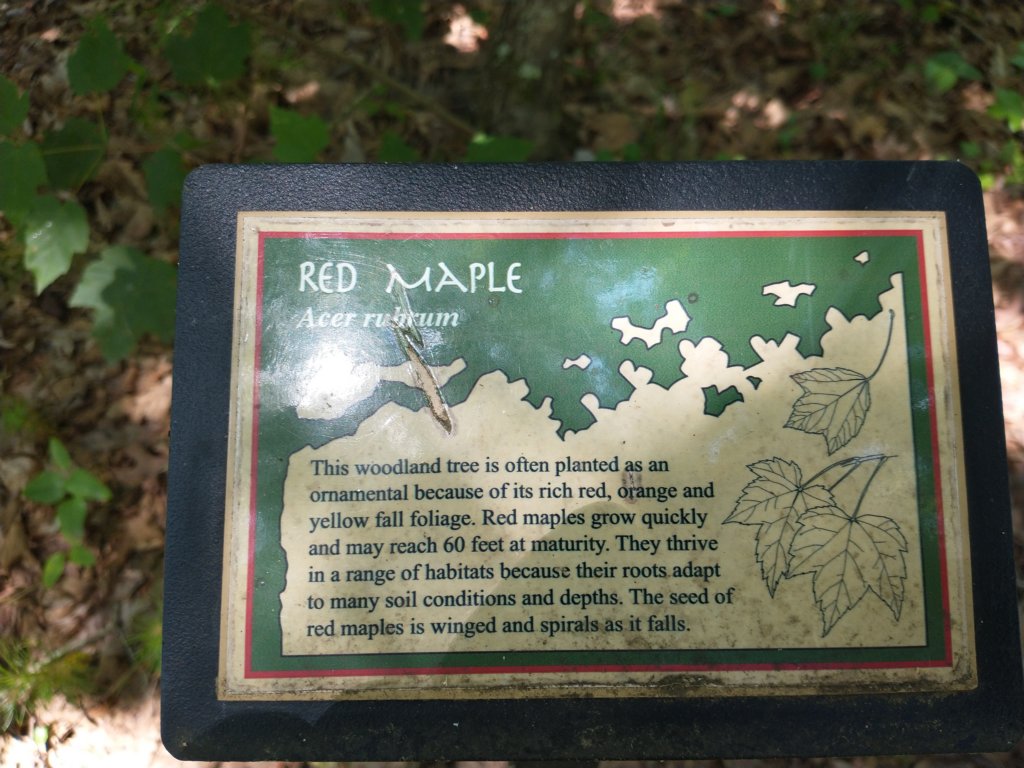 RED MAPLE
Acer rubrum
This woodland tree is often planted as an
ornamental because of its rich red, orange and
yellow fall foliage. Red maples grow quickly
and may reach 60 feet at maturity. They thrive
in a range of habitats because their roots adapt
to many soil conditions and depths. The seed of
red maples is winged and spirals as it falls.